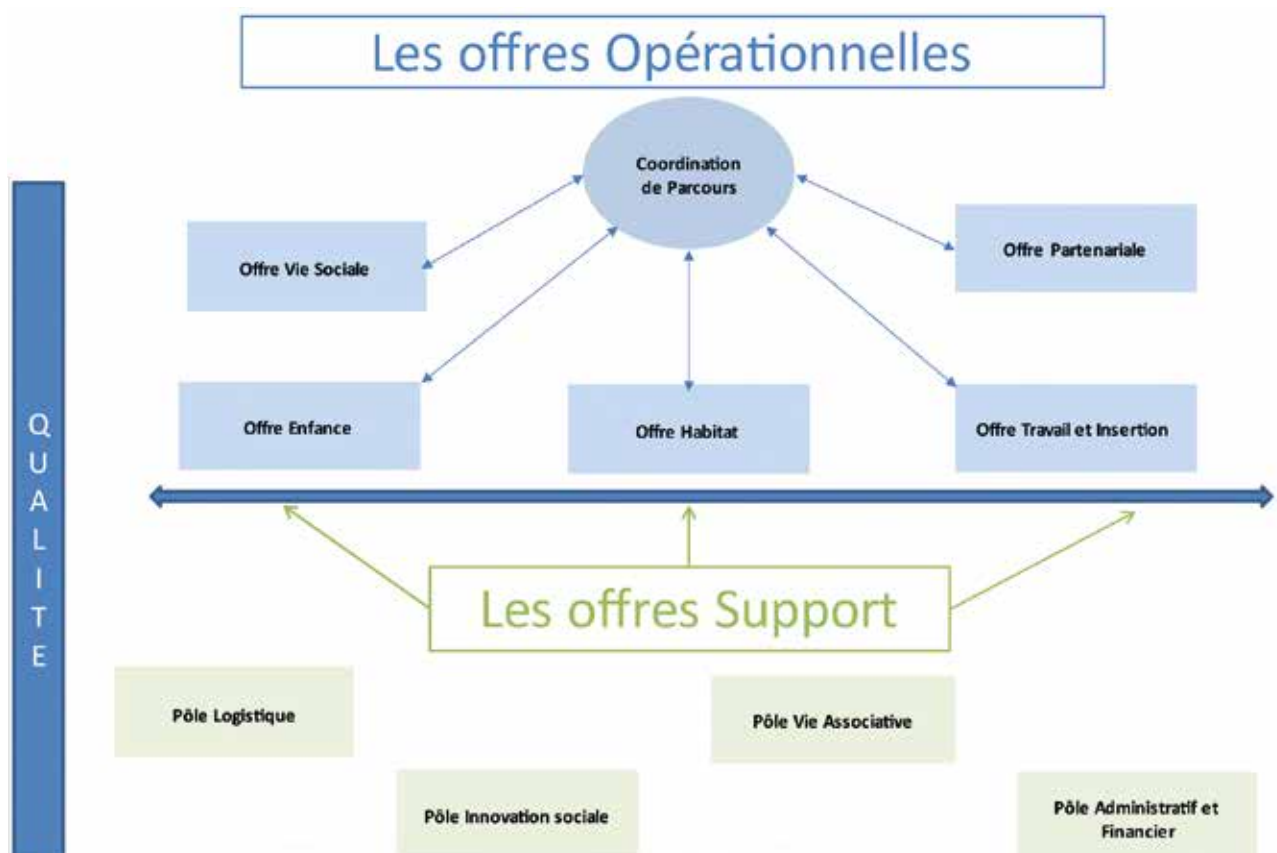 Les offres Opérationnelles
Coordination
de Parcours
Offre Vie Sociale
Offre Partenariale
Offre Enfance
Offre Habitat
Offre Travail et Insertion
QUALITE
Les offres Support
Pôle Logistique
Pôle Vie Associative
Pôle Innovation sociale
Pôle Administratif et
Financier